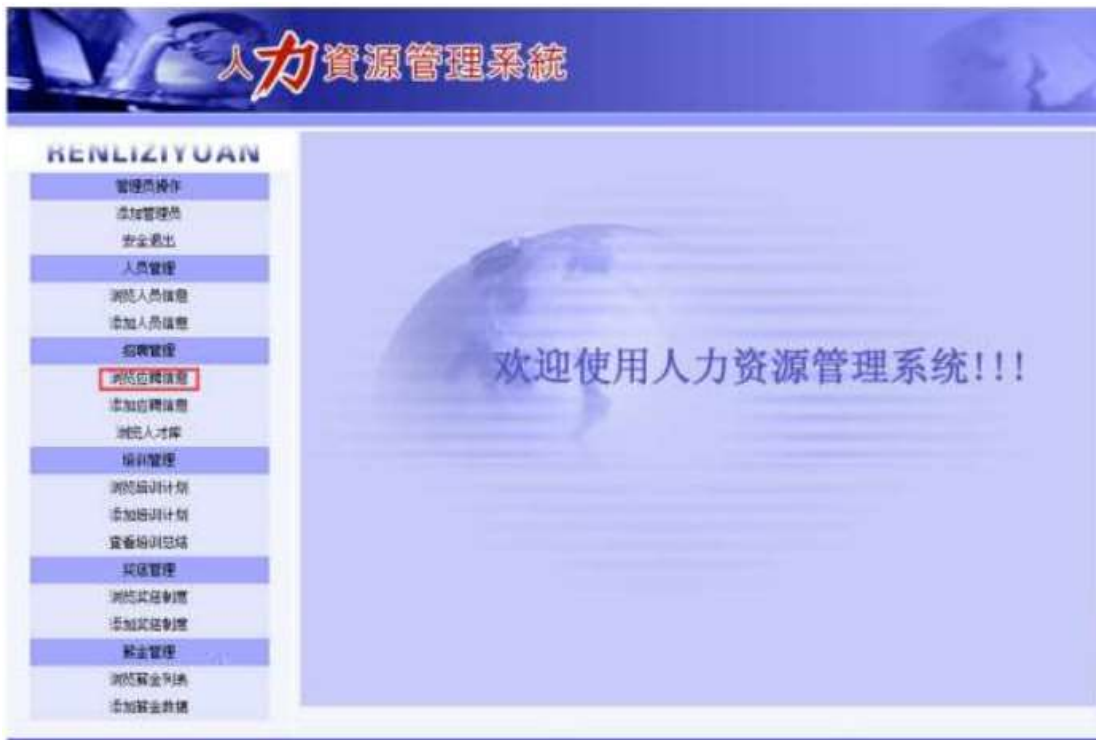 人力資源管理系統
RENLIZIYUAN
管理员操作
添加管理员
安全退出
人员管理
浏览人员信息
添加人员信息
招聘管理
浏览应聘信息
添加应聘信息
浏览人才库
培训管理
浏览培训计划
添加培训计划
查看培训总结
奖惩管理
浏览奖惩制度
添加奖惩制度
薪金管理
浏览薪金列表
添加薪金数据
欢迎使用人力资源管理系统!!!